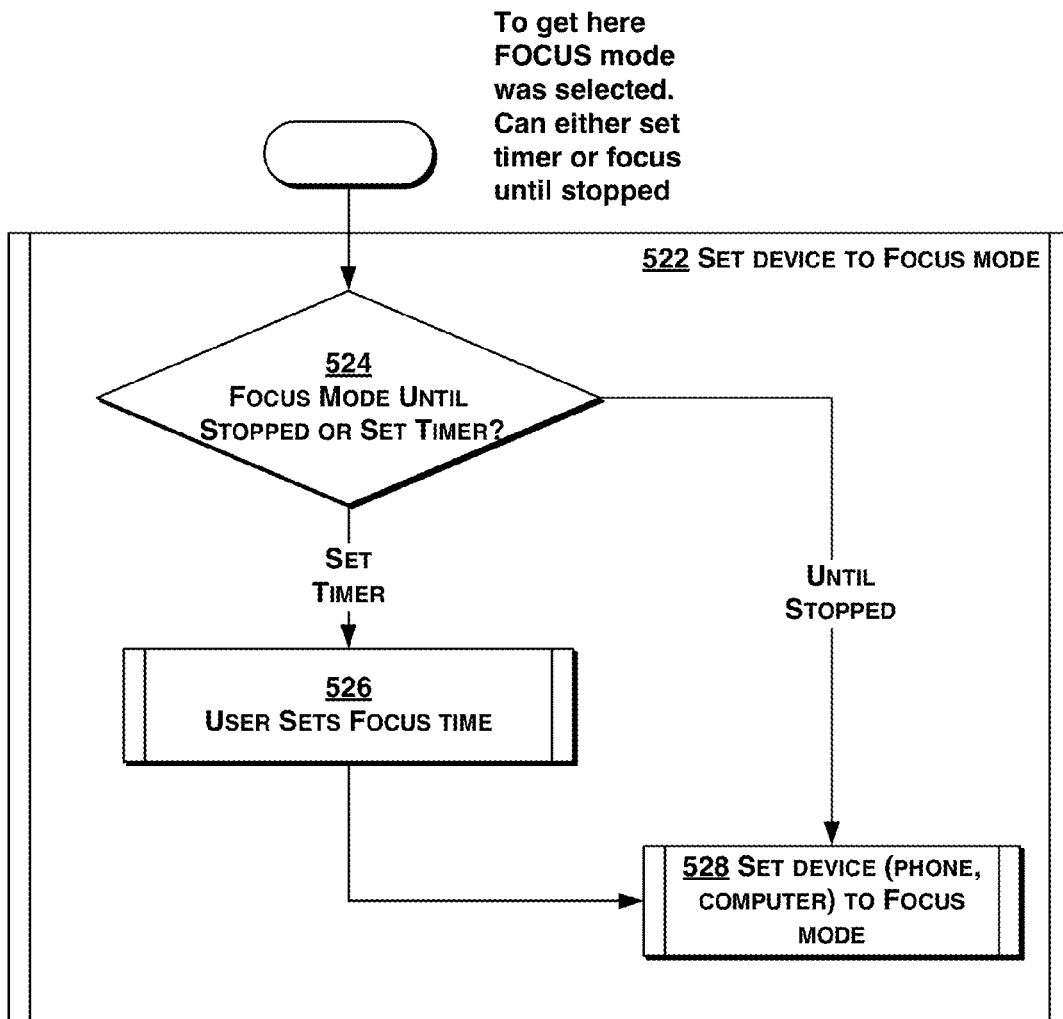 To get here
FOCUS mode
was selected.
Can either set
timer or focus
until stopped
522 SET DEVICE TO FOCUS MODE
524
FOCUS MODE UNTIL
STOPPED OR SET TIMER?
SET
TIMER
UNTIL
STOPPED
526
USER SETS FOCUS TIME
528 SET DEVICE (PHONE,
COMPUTER) TO FOCUS
MODE